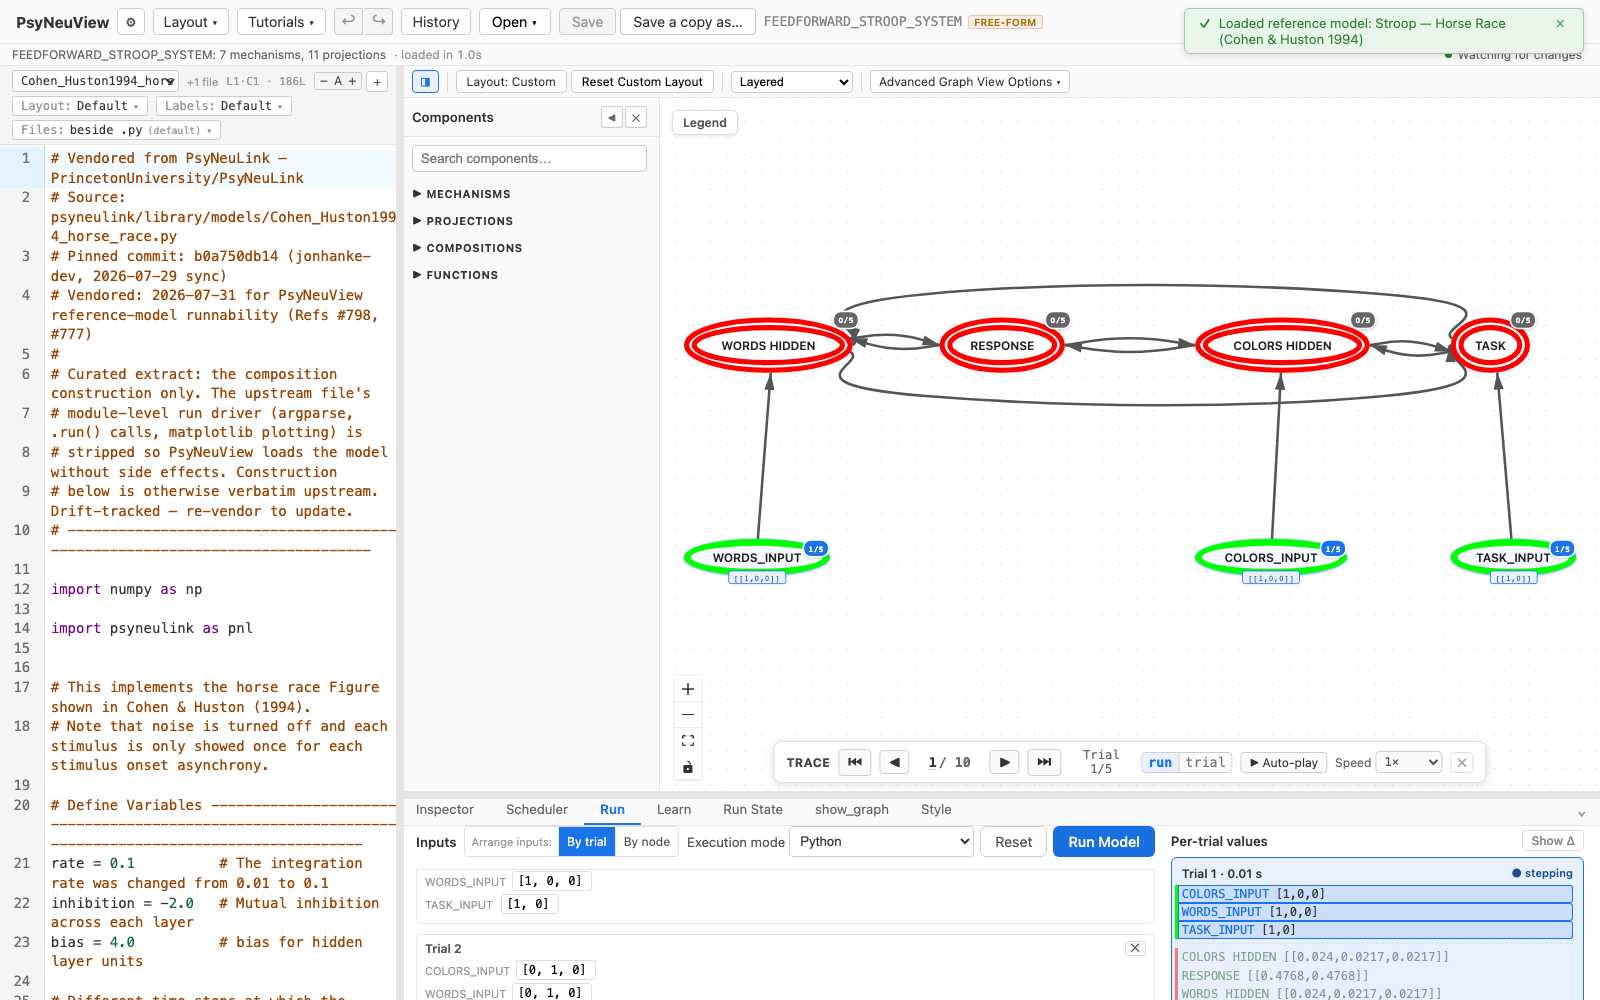 PsyNeuView ⚙ Layout ▾ Tutorials ▾ ↩ ↪ History Open ▾ Save Save a copy as... FEEDFORWARD_STROOP_SYSTEM FREE-FORM
✓ Loaded reference model: Stroop — Horse Race (Cohen & Huston 1994) ✕
FEEDFORWARD_STROOP_SYSTEM: 7 mechanisms, 11 projections · loaded in 1.0s
Watching for changes
Cohen_Huston1994_hors +1 file L1:C1 · 186L − A + +
Layout: Default ▾ Labels: Default ▾
Files: beside .py (default) ▾
Layout: Custom Reset Custom Layout Layered Advanced Graph View Options ▾
1 # Vendored from PsyNeuLink —
PrincetonUniversity/PsyNeuLink
2 # Source:
psyneulink/library/models/Cohen_Huston199
4_horse_race.py
3 # Pinned commit: b0a750db14 (jonhanke-
dev, 2026-07-29 sync)
4 # Vendored: 2026-07-31 for PsyNeuView
reference-model runnability (Refs #798,
#777)
5 #
6 # Curated extract: the composition
construction only. The upstream file's
7 # module-level run driver (argparse,
.run() calls, matplotlib plotting) is
8 # stripped so PsyNeuView loads the model
without side effects. Construction
9 # below is otherwise verbatim upstream.
Drift-tracked — re-vendor to update.
10 # ----------------------------------------
--------------------------------------
11
12 import numpy as np
13
14 import psyneulink as pnl
15
16
17 # This implements the horse race Figure
shown in Cohen & Huston (1994).
18 # Note that noise is turned off and each
stimulus is only showed once for each
stimulus onset asynchrony.
19
20 # Define Variables -----------------------
------------------------------------------
-------------------------------------
21 rate = 0.1 # The integration
rate was changed from 0.01 to 0.1
22 inhibition = -2.0 # Mutual inhibition
across each layer
23 bias = 4.0 # bias for hidden
layer units
24
25 # Different time steps at which the
Components ◀ ✕
Search components…
▶ MECHANISMS
▶ PROJECTIONS
▶ COMPOSITIONS
▶ FUNCTIONS
Legend
0/5 0/5 0/5 0/5
WORDS HIDDEN RESPONSE COLORS HIDDEN TASK
1/5 1/5 1/5
WORDS_INPUT COLORS_INPUT TASK_INPUT
[[1,0,0]] [[1,0,0]] [[1,0]]
TRACE ⏮ ◀ 1 / 10 ▶ ⏭ Trial 1/5 run trial ▶ Auto-play Speed 1× ✕
Inspector Scheduler Run Learn Run State show_graph Style
Inputs Arrange inputs: By trial By node Execution mode Python Reset Run Model
WORDS_INPUT [1, 0, 0]
TASK_INPUT [1, 0]
Trial 2 ✕
COLORS_INPUT [0, 1, 0]
WORDS_INPUT [0, 1, 0]
Per-trial values Show Δ
Trial 1 · 0.01 s ● stepping
COLORS_INPUT [1,0,0]
WORDS_INPUT [1,0,0]
TASK_INPUT [1,0]
COLORS HIDDEN [[0.024,0.0217,0.0217]]
RESPONSE [[0.4768,0.4768]]
WORDS HIDDEN [[0.024,0.0217,0.0217]]